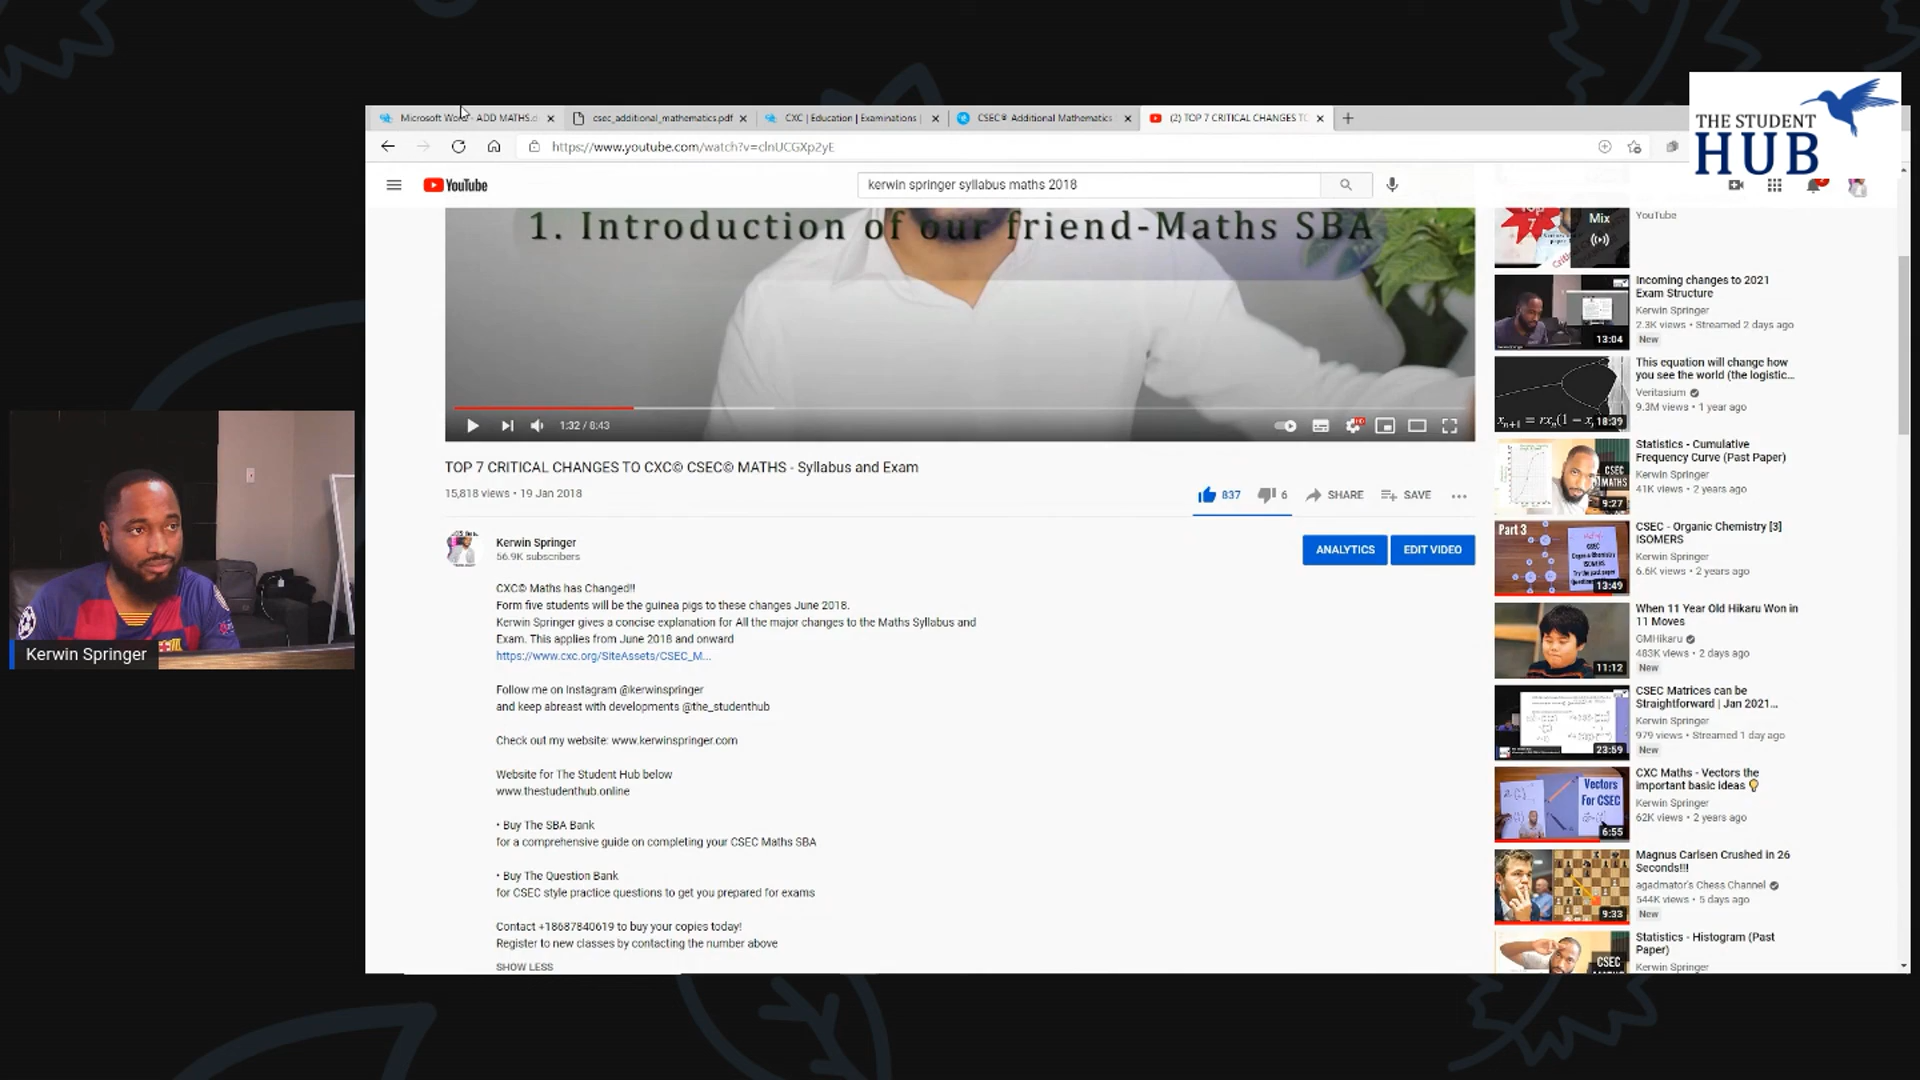 THE STUDENT
HUB
Microsoft Word - ADD MATHS.d
csec_additional_mathematics.pdf
CXC | Education | Examinations |
CSEC® Additional Mathematics
(2) TOP 7 CRITICAL CHANGES TO
https://www.youtube.com/watch?v=clnUCGXp2yE
YouTube
kerwin springer syllabus maths 2018
1. Introduction of our friend-Maths SBA
1:32 / 8:43
TOP 7 CRITICAL CHANGES TO CXC© CSEC© MATHS - Syllabus and Exam
15,818 views • 19 Jan 2018
837
6
SHARE
SAVE
Kerwin Springer
56.9K subscribers
ANALYTICS
EDIT VIDEO
CXC© Maths has Changed!!
Form five students will be the guinea pigs to these changes June 2018.
Kerwin Springer gives a concise explanation for All the major changes to the Maths Syllabus and
Exam. This applies from June 2018 and onward
https://www.cxc.org/SiteAssets/CSEC_M...
Follow me on Instagram @kerwinspringer
and keep abreast with developments @the_studenthub
Check out my website: www.kerwinspringer.com
Website for The Student Hub below
www.thestudenthub.online
• Buy The SBA Bank
for a comprehensive guide on completing your CSEC Maths SBA
• Buy The Question Bank
for CSEC style practice questions to get you prepared for exams
Contact +18687840619 to buy your copies today!
Register to new classes by contacting the number above
SHOW LESS
Kerwin Springer
7
Mix
YouTube
13:04
Incoming changes to 2021
Exam Structure
Kerwin Springer
2.3K views • Streamed 2 days ago
New
18:39
This equation will change how
you see the world (the logistic...
Veritasium
9.3M views • 1 year ago
CSEC
MATHS
9:27
Statistics - Cumulative
Frequency Curve (Past Paper)
Kerwin Springer
41K views • 2 years ago
Part 3
13:49
CSEC - Organic Chemistry [3]
ISOMERS
Kerwin Springer
6.6K views • 2 years ago
11:12
When 11 Year Old Hikaru Won in
11 Moves
GMHikaru
483K views • 2 days ago
New
23:59
CSEC Matrices can be
Straightforward | Jan 2021...
Kerwin Springer
979 views • Streamed 1 day ago
New
Vectors
For CSEC
6:55
CXC Maths - Vectors the
important basic ideas
Kerwin Springer
62K views • 2 years ago
9:33
Magnus Carlsen Crushed in 26
Seconds!!!
agadmator's Chess Channel
544K views • 5 days ago
New
CSEC
Statistics - Histogram (Past
Paper)
Kerwin Springer